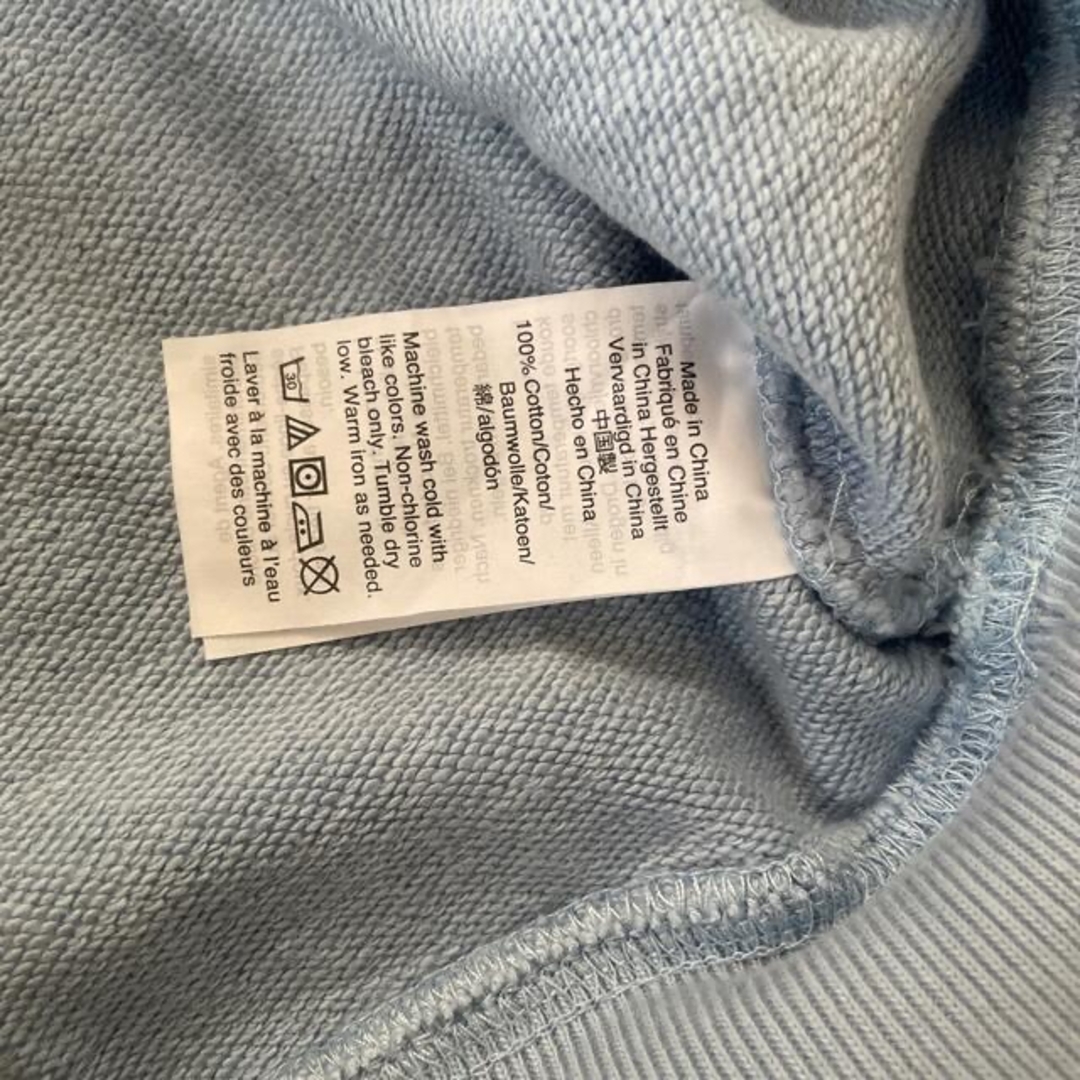 Made in China
Fabriqué en Chine
in China Hergestellt
Vervaardigd in China
中国製
Hecho en China
100% Cotton/Coton/
Baumwolle/Katoen/
綿/algodón
Machine wash cold with
like colors. Non-chlorine
bleach only. Tumble dry
low. Warm iron as needed.
30
Laver à la machine à l'eau
froide avec des couleurs